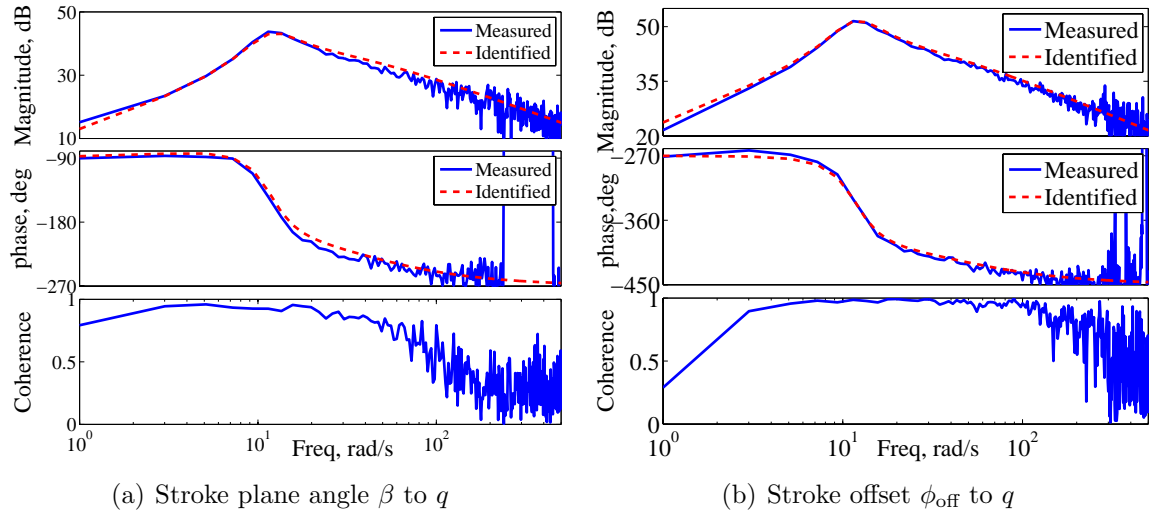 50
30
10
Magnitude, dB
Measured
Identified
-90
-180
-270
phase, deg
Measured
Identified
1
0.5
0
Coherence
10^0
10^1
10^2
Freq, rad/s
(a) Stroke plane angle β to q
50
35
20
Magnitude, dB
Measured
Identified
-270
-360
-450
phase,deg
Measured
Identified
1
0.5
0
Coherence
10^0
10^1
10^2
Freq, rad/s
(b) Stroke offset ϕ_off to q